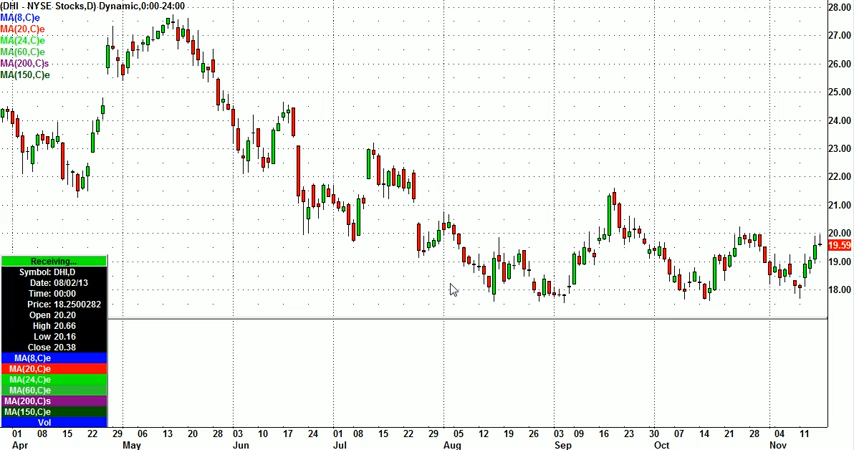 (DHI - NYSE Stocks,D) Dynamic,0:00-24:00
MA(8,C)e
MA(20,C)e
MA(24,C)e
MA(60,C)e
MA(200,C)s
MA(150,C)e
28.00
27.00
26.00
25.00
24.00
23.00
22.00
21.00
20.00
19.59
19.00
18.00
Receiving...
Symbol: DHI,D
Date: 08/02/13
Time: 00:00
Price: 18.2500282
Open 20.20
High 20.66
Low 20.16
Close 20.38
MA(8,C)e
MA(20,C)e
MA(24,C)e
MA(60,C)e
MA(200,C)s
MA(150,C)e
Vol
01 08 15 22 29 06 13 20 28 03 10 17 24 01 08 15 22 29 05 12 19 26 03 09 16 23 30 07 14 21 28 04 11
Apr May Jun Jul Aug Sep Oct Nov